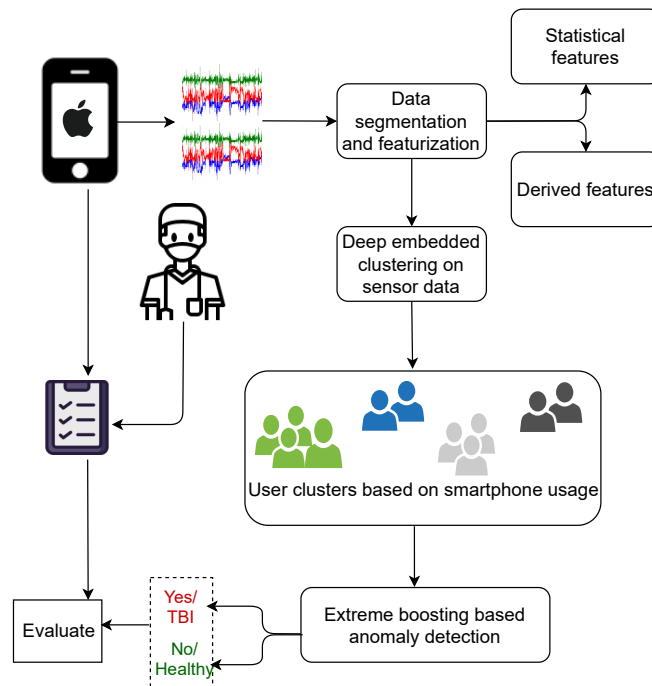 Statistical
features
Data
segmentation
and featurization
Derived features
Deep embedded
clustering on
sensor data
User clusters based on smartphone usage
Yes/
TBI
No/
Healthy
Evaluate
Extreme boosting based
anomaly detection